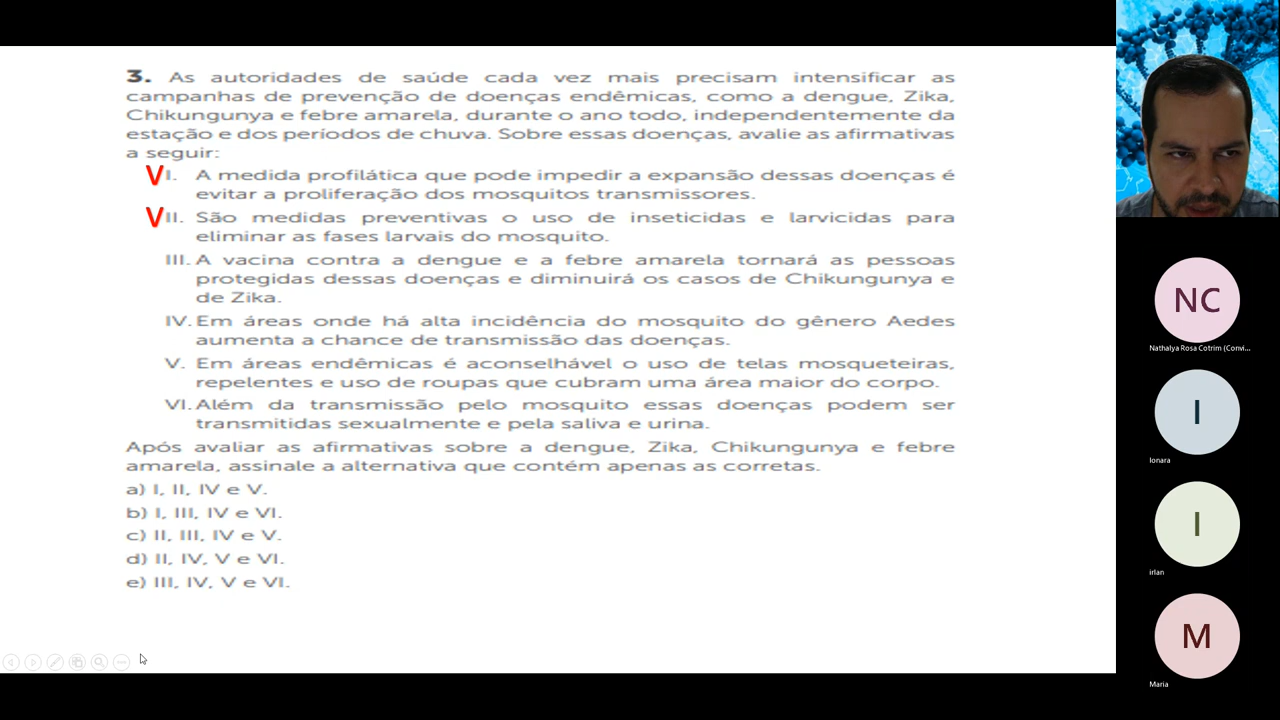 3. As autoridades de saúde cada vez mais precisam intensificar as
campanhas de prevenção de doenças endêmicas, como a dengue, Zika,
Chikungunya e febre amarela, durante o ano todo, independentemente da
estação e dos períodos de chuva. Sobre essas doenças, avalie as afirmativas
a seguir:
V I. A medida profilática que pode impedir a expansão dessas doenças é
evitar a proliferação dos mosquitos transmissores.
V II. São medidas preventivas o uso de inseticidas e larvicidas para
eliminar as fases larvais do mosquito.
III. A vacina contra a dengue e a febre amarela tornará as pessoas
protegidas dessas doenças e diminuirá os casos de Chikungunya e
de Zika.
IV. Em áreas onde há alta incidência do mosquito do gênero Aedes
aumenta a chance de transmissão das doenças.
V. Em áreas endêmicas é aconselhável o uso de telas mosqueteiras,
repelentes e uso de roupas que cubram uma área maior do corpo.
VI. Além da transmissão pelo mosquito essas doenças podem ser
transmitidas sexualmente e pela saliva e urina.
Após avaliar as afirmativas sobre a dengue, Zika, Chikungunya e febre
amarela, assinale a alternativa que contém apenas as corretas.
a) I, II, IV e V.
b) I, III, IV e VI.
c) II, III, IV e V.
d) II, IV, V e VI.
e) III, IV, V e VI.
NC
Nathalya Rosa Cotrim (Convi...
I
Ionara
I
irlan
M
Maria